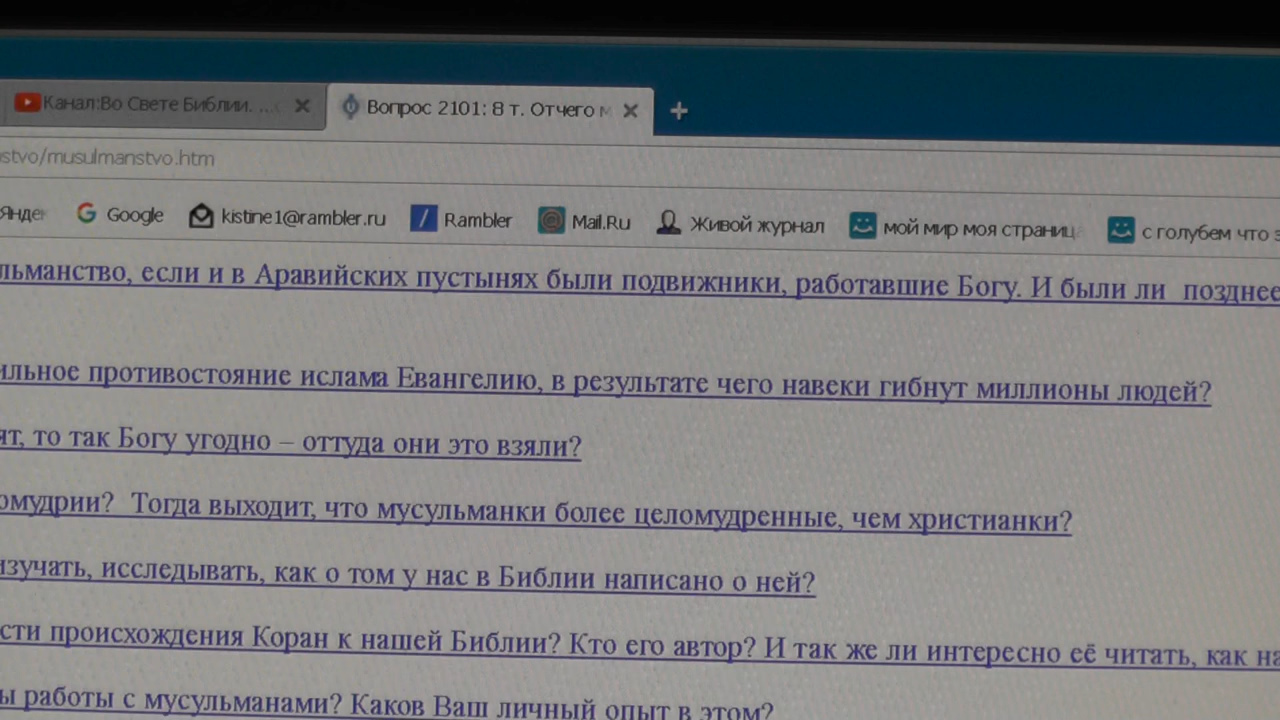 Канал:Во Свете Библии. ...
Вопрос 2101: 8 т. Отчего м
stvo/musulmanstvo.htm
Яндек Google kistine1@rambler.ru Rambler Mail.Ru Живой журнал мой мир моя страниц с голубем что з
льманство, если и в Аравийских пустынях были подвижники, работавшие Богу. И были ли позднее
ильное противостояние ислама Евангелию, в результате чего навеки гибнут миллионы людей?
ят, то так Богу угодно – оттуда они это взяли?
омудрии? Тогда выходит, что мусульманки более целомудренные, чем христианки?
изучать, исследывать, как о том у нас в Библии написано о ней?
сти происхождения Коран к нашей Библии? Кто его автор? И так же ли интересно её читать, как на
ы работы с мусульманами? Каков Ваш личный опыт в этом?